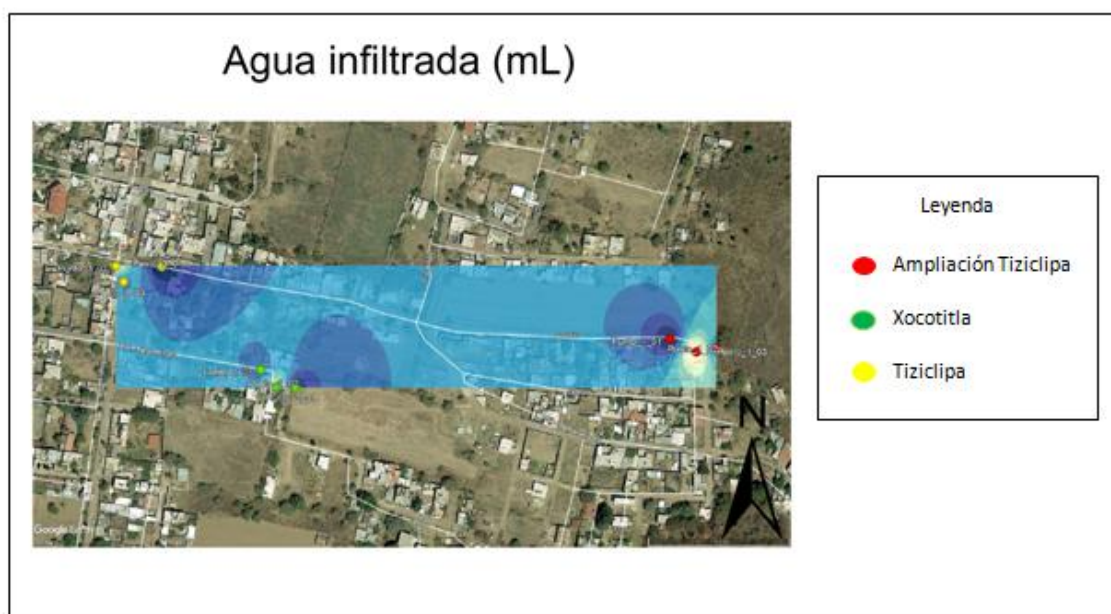 Agua infiltrada (mL)
Leyenda
Ampliación Tiziclipa
Xocotitla
Tiziclipa
N